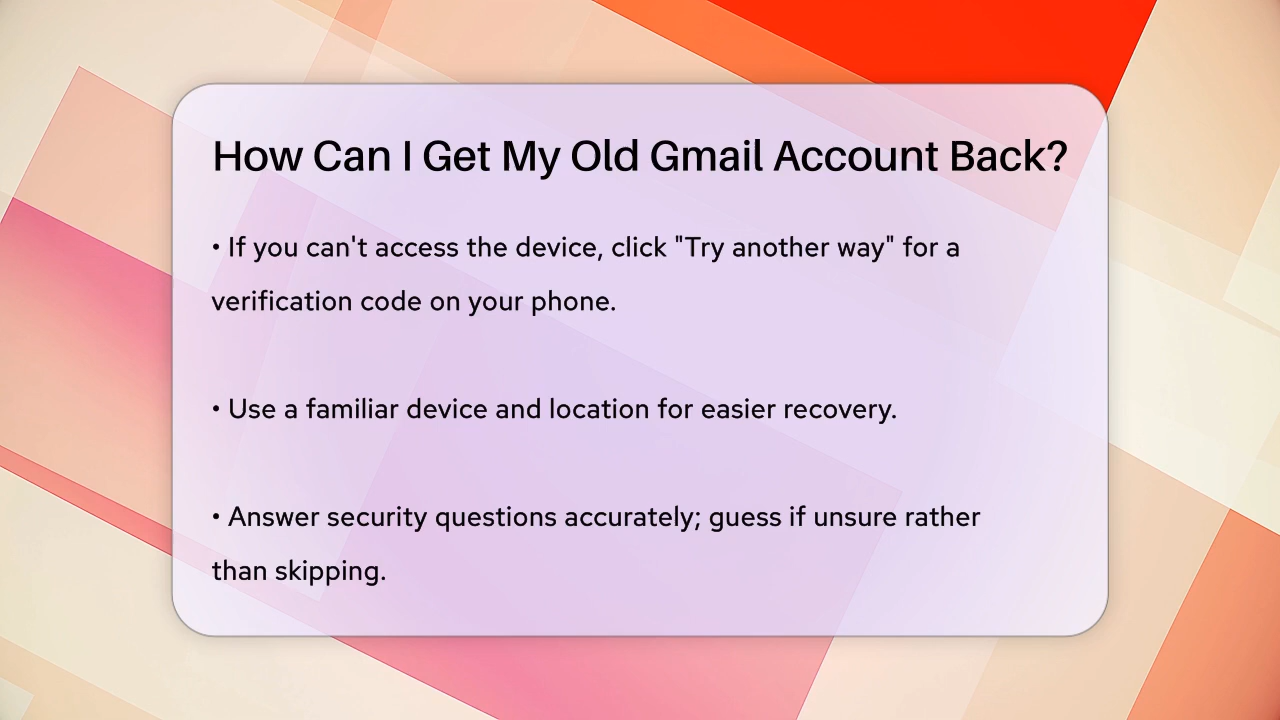 How Can I Get My Old Gmail Account Back?
• If you can't access the device, click "Try another way" for a
verification code on your phone.
• Use a familiar device and location for easier recovery.
• Answer security questions accurately; guess if unsure rather
than skipping.